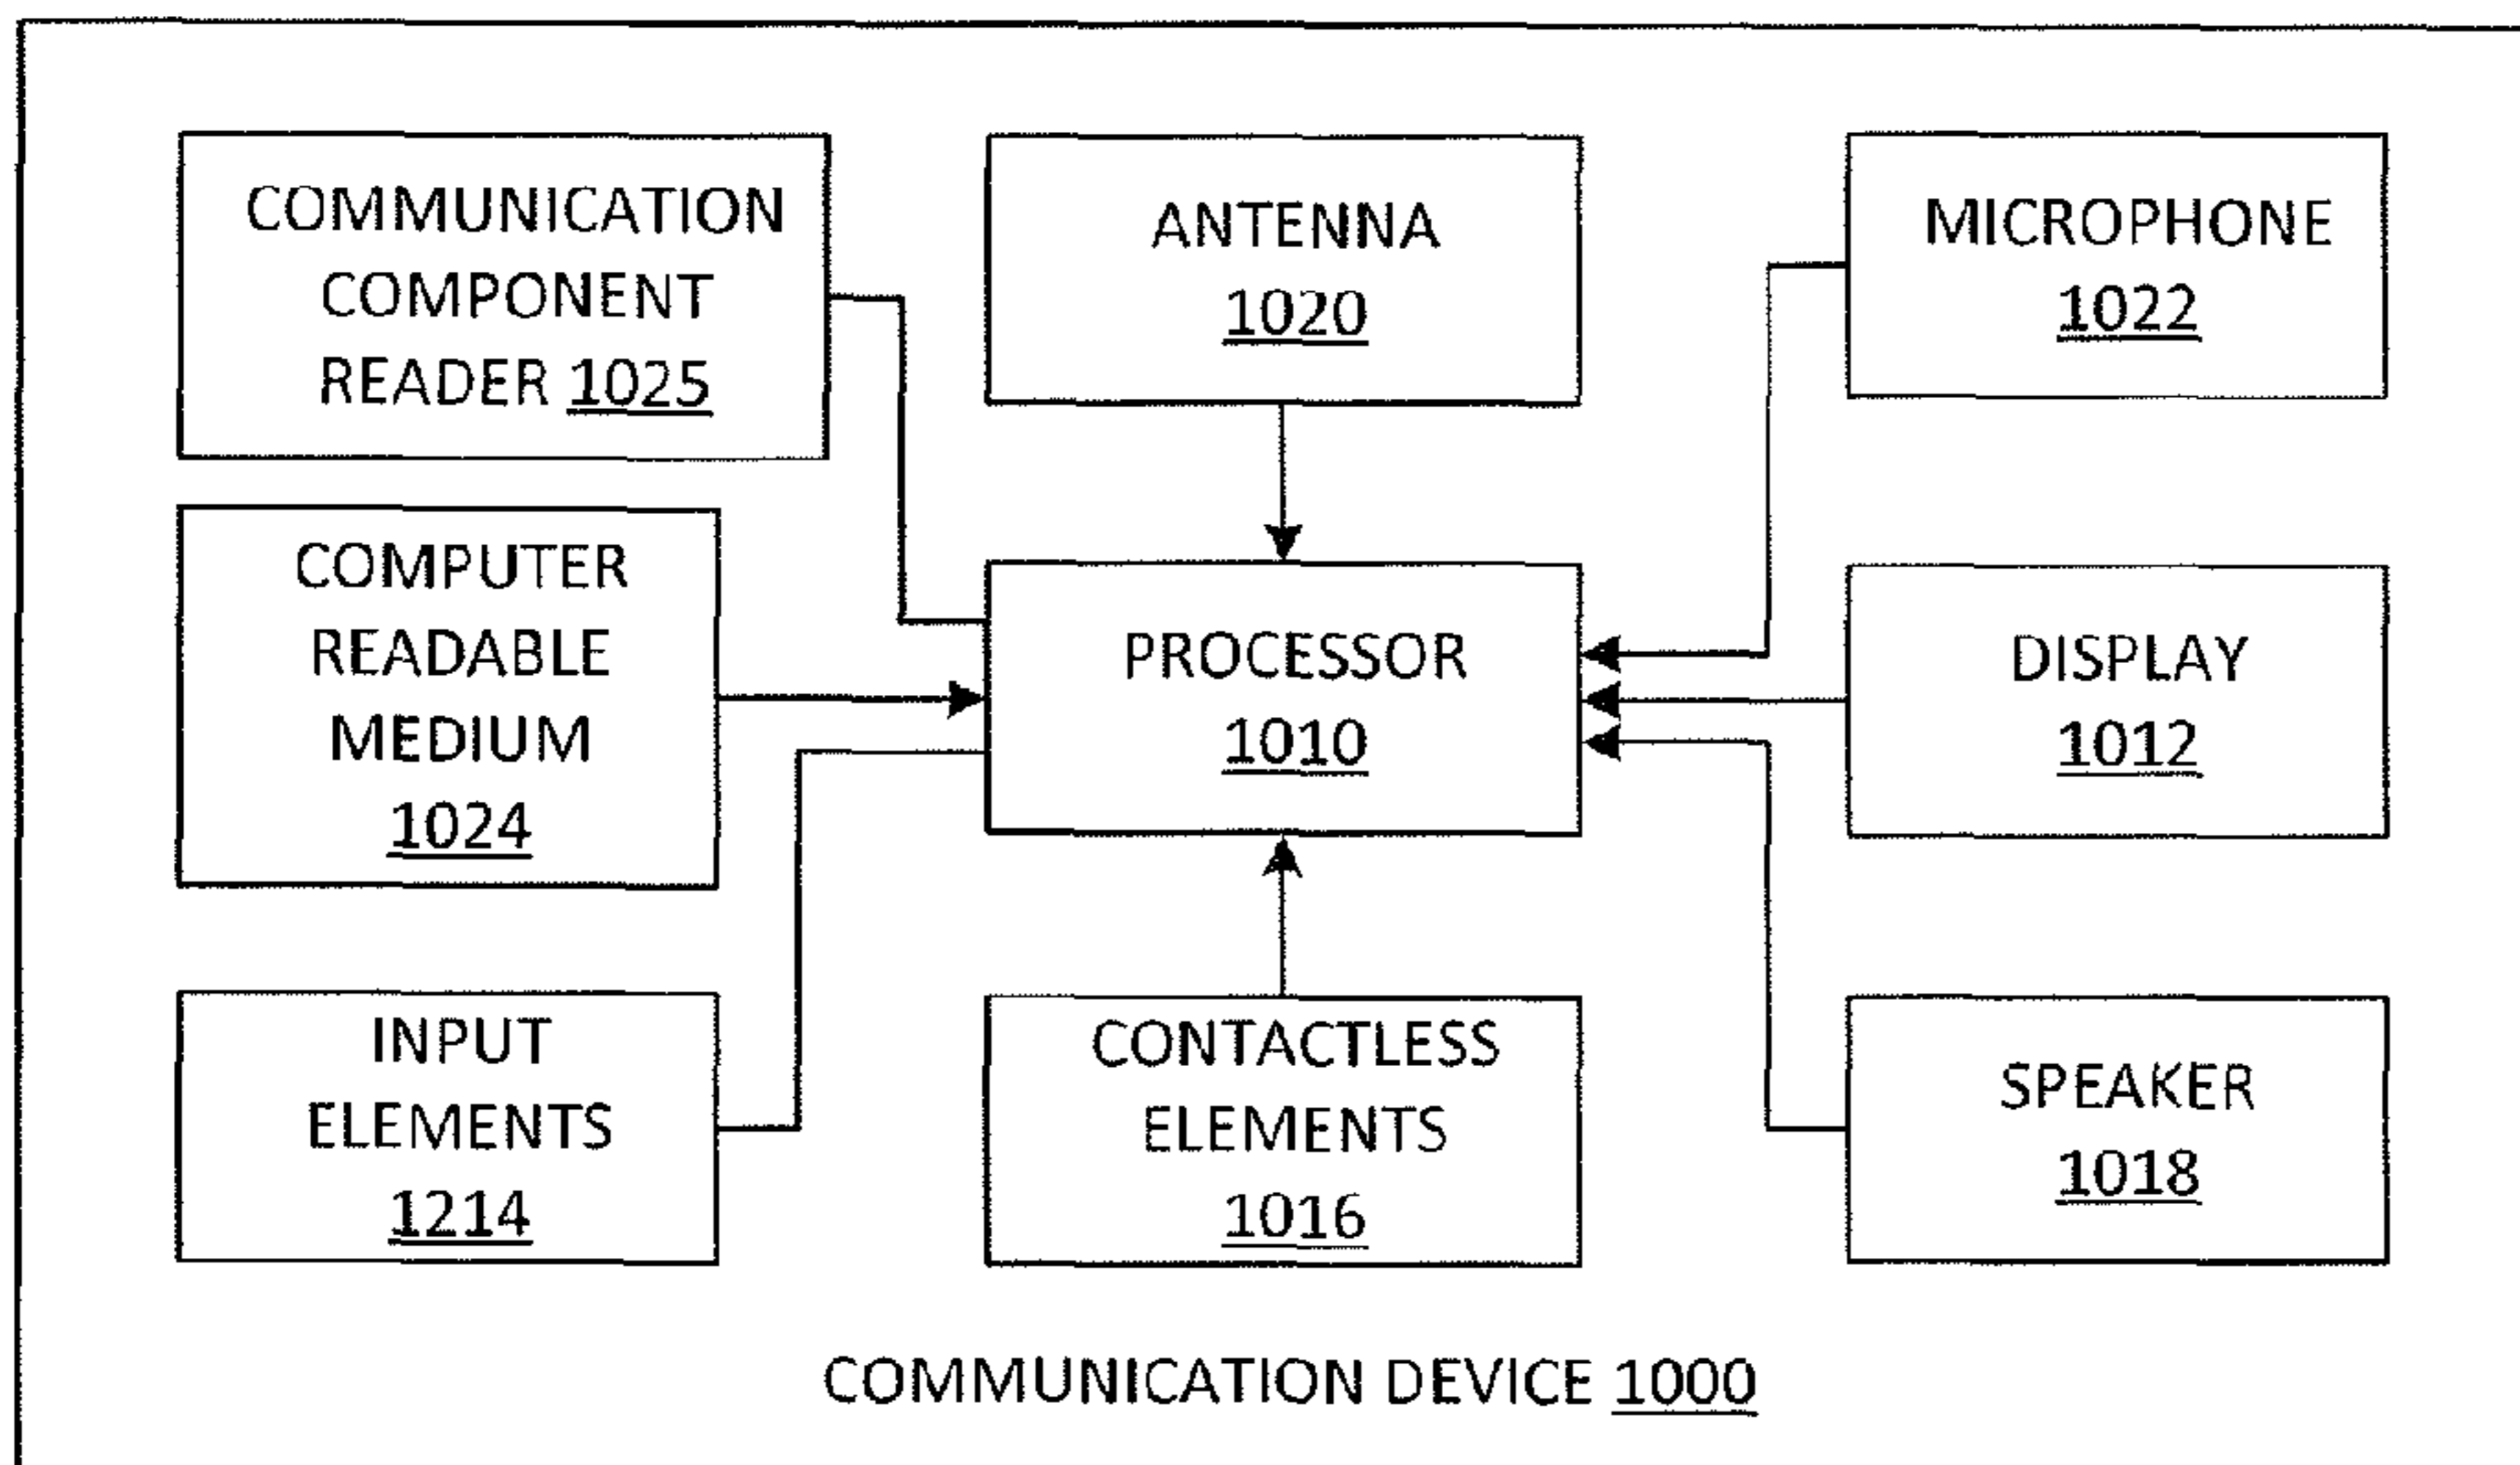 COMMUNICATION
COMPONENT
READER 1025
ANTENNA
1020
MICROPHONE
1022
COMPUTER
READABLE
MEDIUM
1024
PROCESSOR
1010
DISPLAY
1012
INPUT
ELEMENTS
1214
CONTACTLESS
ELEMENTS
1016
SPEAKER
1018
COMMUNICATION DEVICE 1000